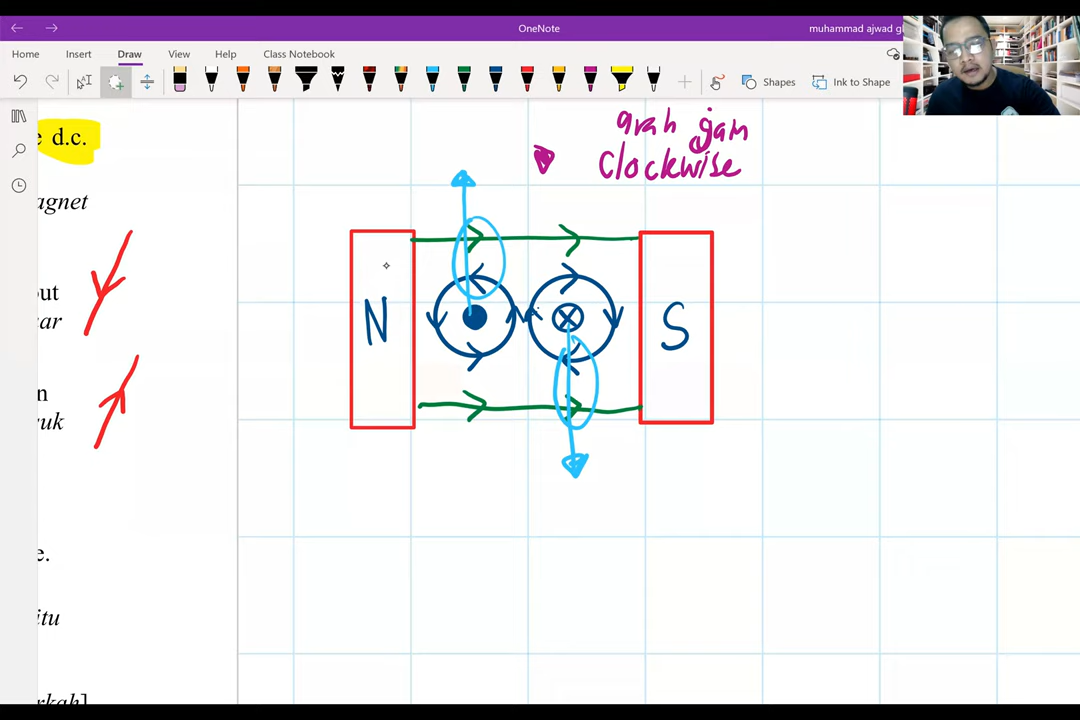 OneNote
muhammad ajwad
Home Insert Draw View Help Class Notebook
Shapes Ink to Shape
d.c.
agnet
out
ar
n
uk
e.
itu
rkah]
arah jam
Clockwise
N
S